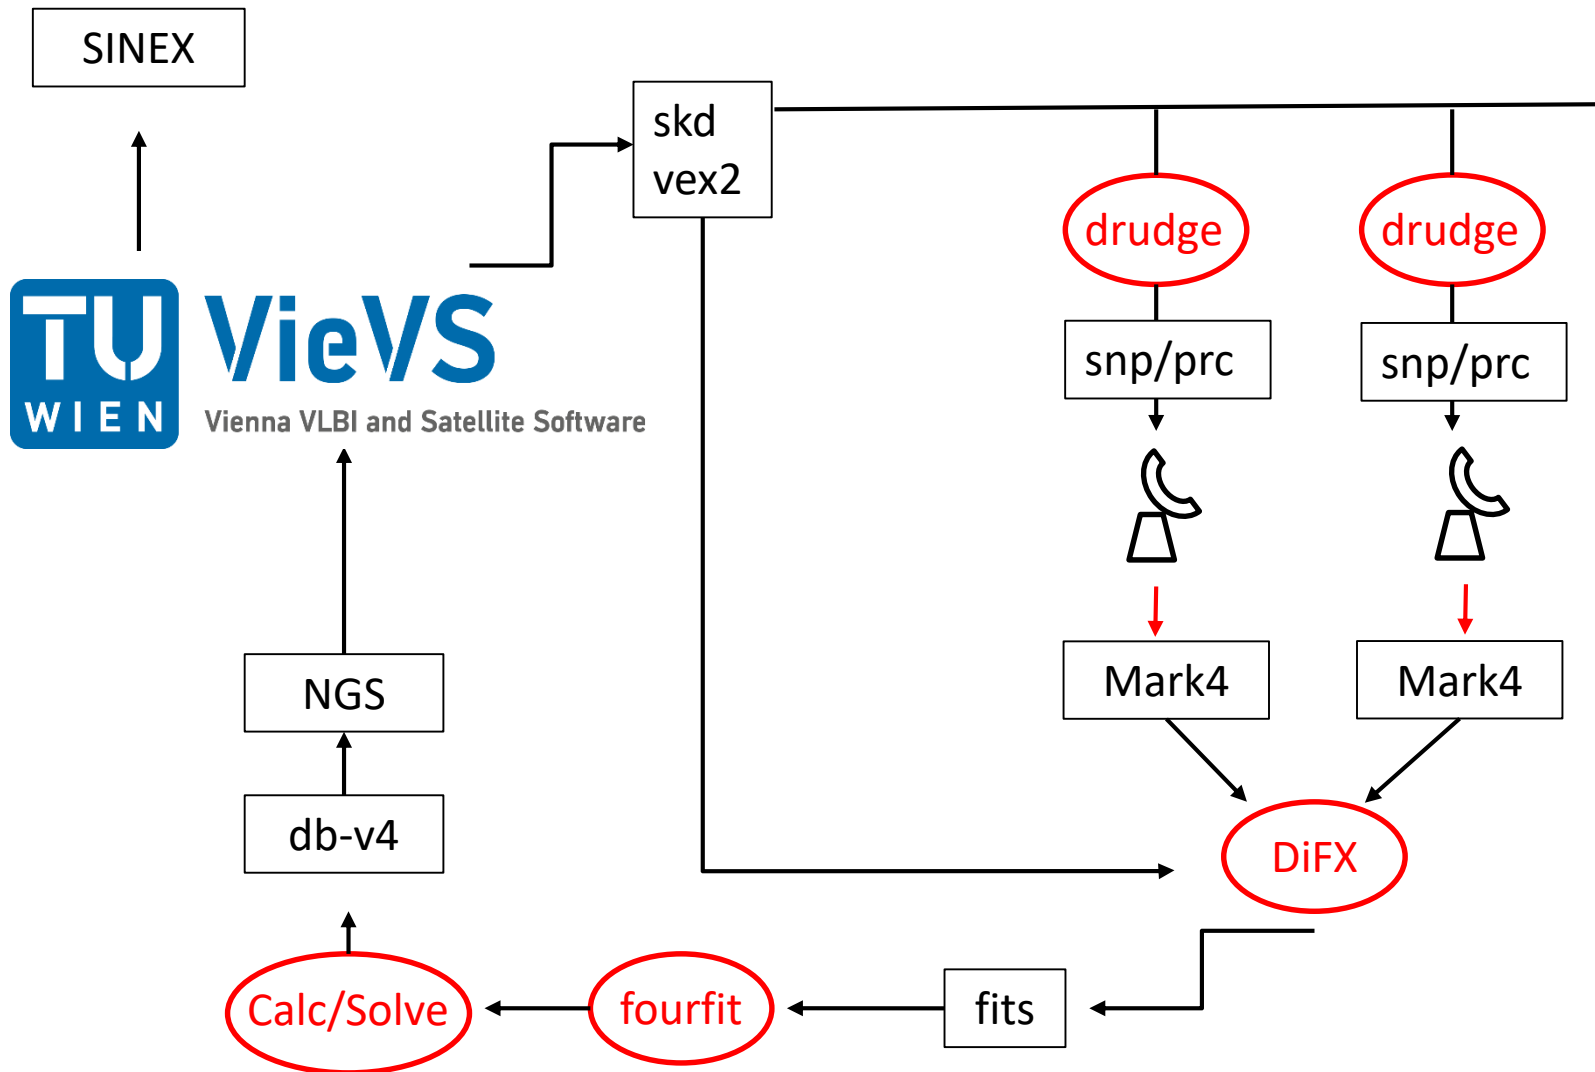 SINEX
skd
vex2
drudge
drudge
TU
WIEN
VieVS
Vienna VLBI and Satellite Software
snp/prc
snp/prc
NGS
Mark4
Mark4
db-v4
DiFX
Calc/Solve
fourfit
fits